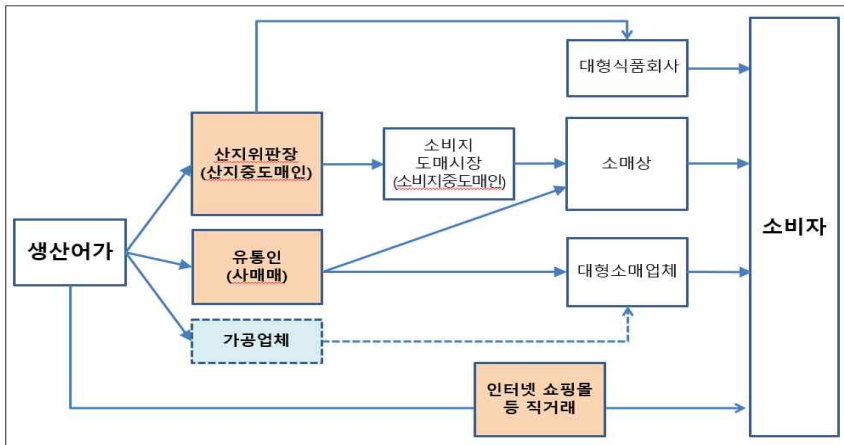 대형식품회사
산지위판장
(산지중도매인)
소비지
도매시장
(소비지중도매인)
소매상
생산어가
유통인
(사매매)
대형소매업체
소비자
가공업체
인터넷 쇼핑몰
등 직거래